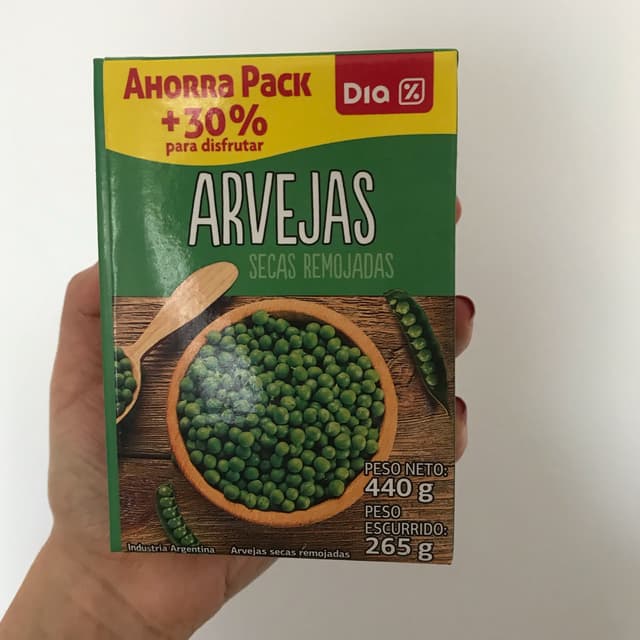 AHORRA PACK
+30%
para disfrutar
DIA %
ARVEJAS
SECAS REMOJADAS
PESO NETO:
440 g
PESO
ESCURRIDO:
265 g
Industria Argentina
Arvejas secas remojadas